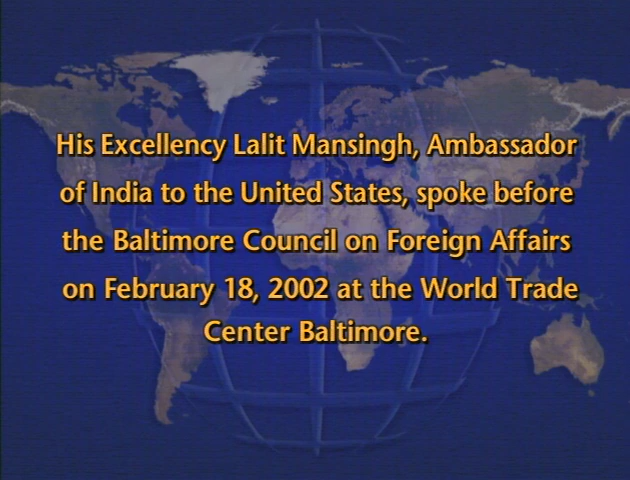 His Excellency Lalit Mansingh, Ambassador
of India to the United States, spoke before
the Baltimore Council on Foreign Affairs
on February 18, 2002 at the World Trade
Center Baltimore.